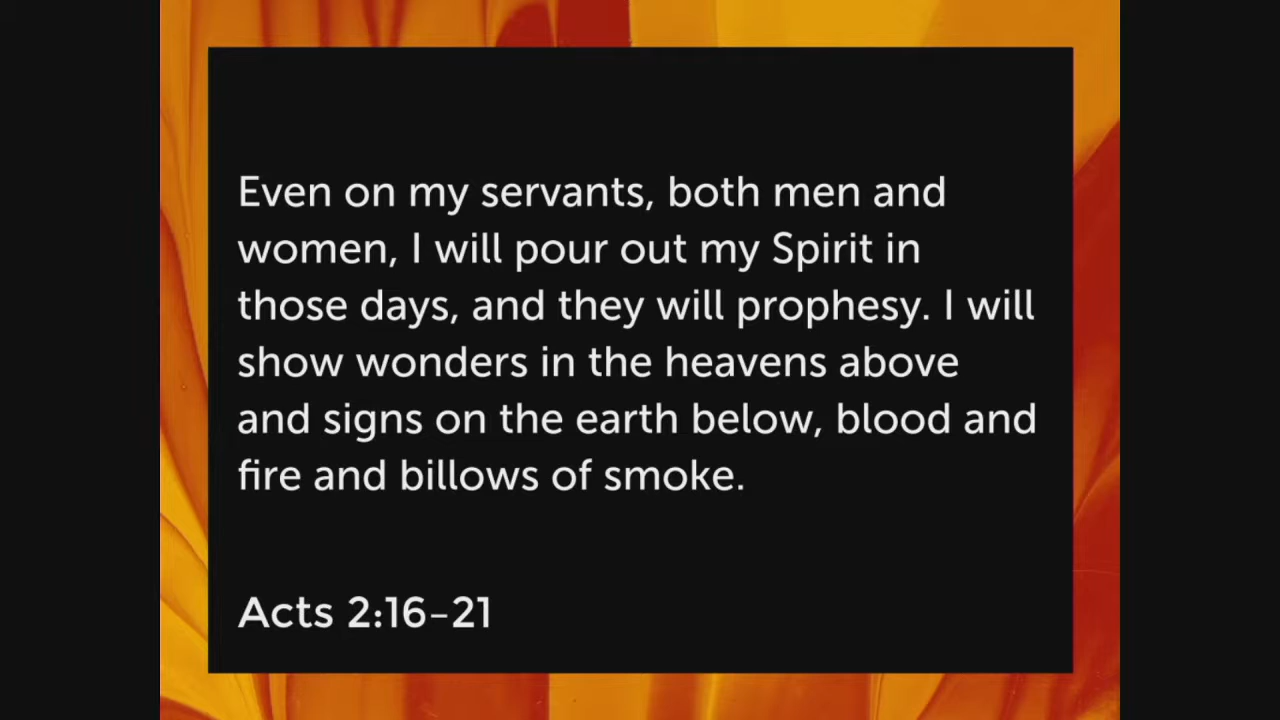 Even on my servants, both men and
women, I will pour out my Spirit in
those days, and they will prophesy. I will
show wonders in the heavens above
and signs on the earth below, blood and
fire and billows of smoke.
Acts 2:16–21